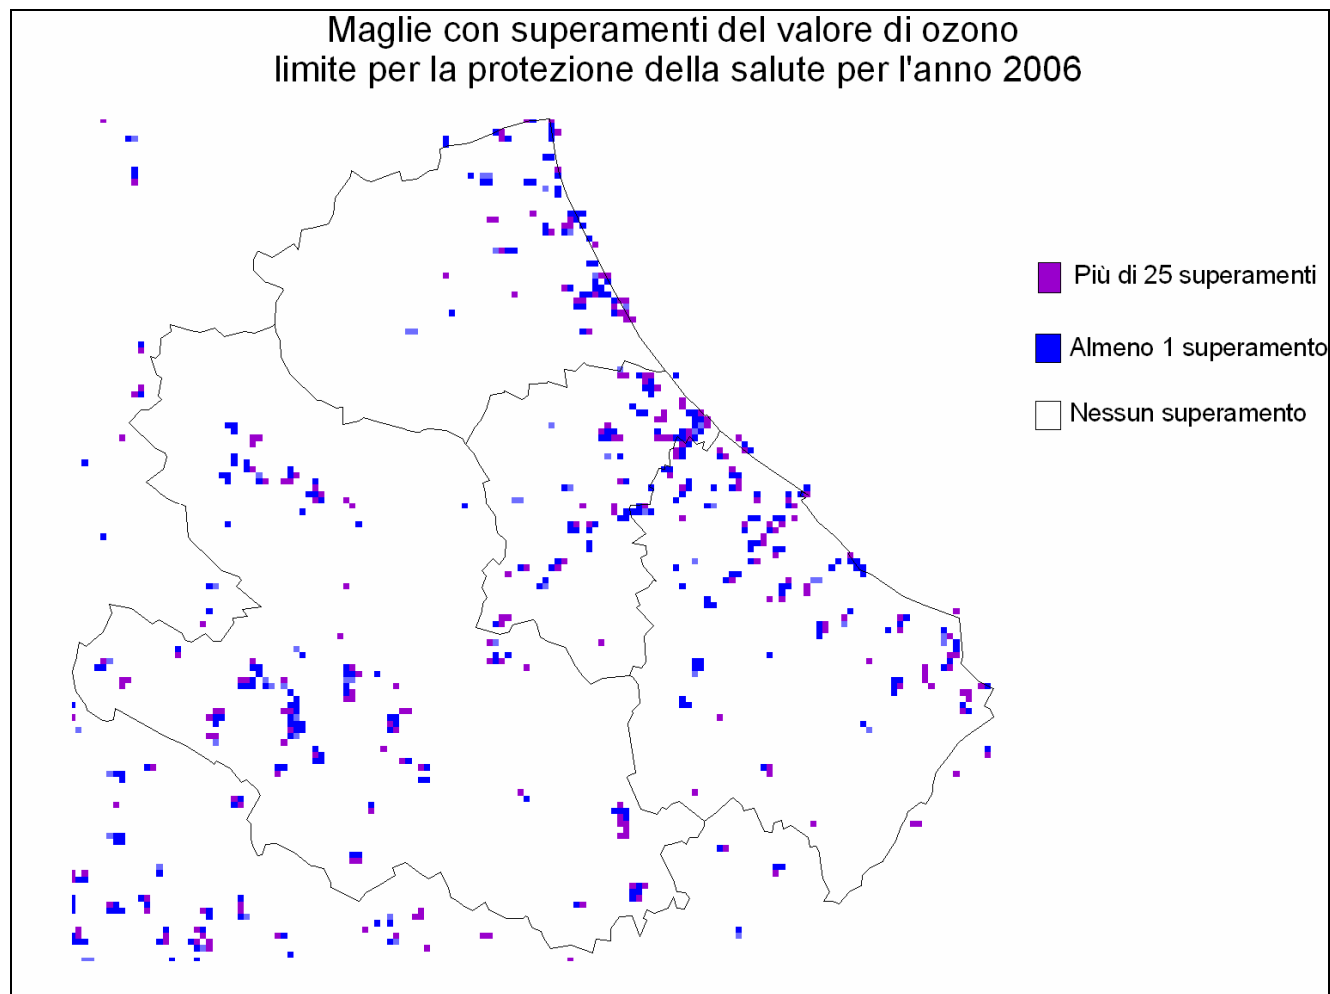 Maglie con superamenti del valore di ozono
limite per la protezione della salute per l'anno 2006
Più di 25 superamenti
Almeno 1 superamento
Nessun superamento